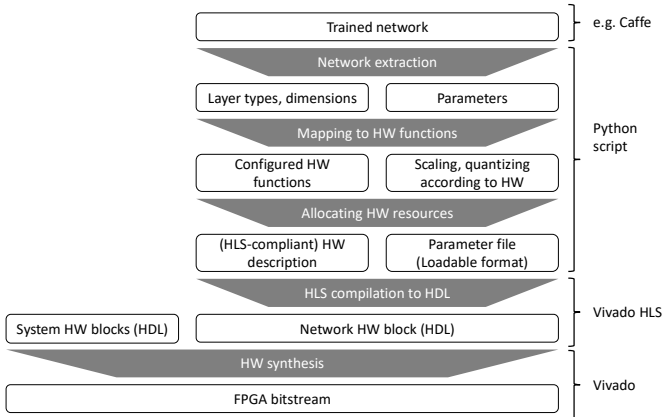 Trained network
e.g. Caffe
Network extraction
Layer types, dimensions
Parameters
Mapping to HW functions
Python
script
Configured HW
functions
Scaling, quantizing
according to HW
Allocating HW resources
(HLS-compliant) HW
description
Parameter file
(Loadable format)
HLS compilation to HDL
Vivado HLS
System HW blocks (HDL)
Network HW block (HDL)
HW synthesis
Vivado
FPGA bitstream